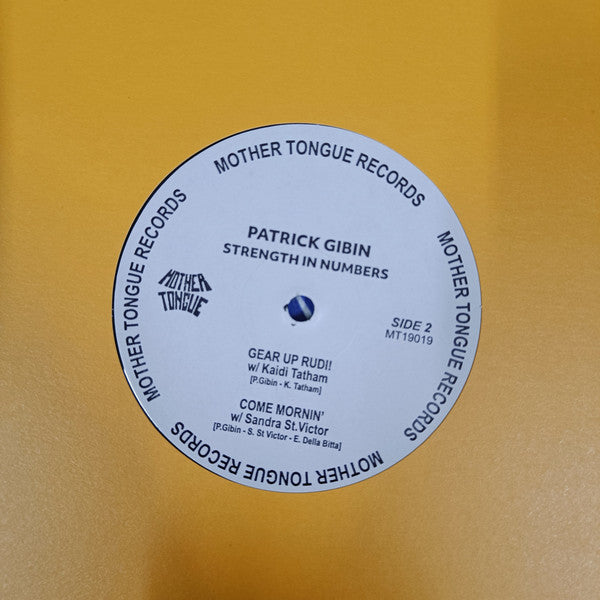 MOTHER TONGUE RECORDS
MOTHER TONGUE RECORDS
MOTHER TONGUE RECORDS
MOTHER TONGUE RECORDS
PATRICK GIBIN
STRENGTH IN NUMBERS
MOTHER
TONGUE
SIDE 2
MT19019
GEAR UP RUDI!
w/ Kaidi Tatham
[P.Gibin - K. Tatham]
COME MORNIN'
w/ Sandra St.Victor
[P.Gibin - S. St Victor - E. Della Bitta]